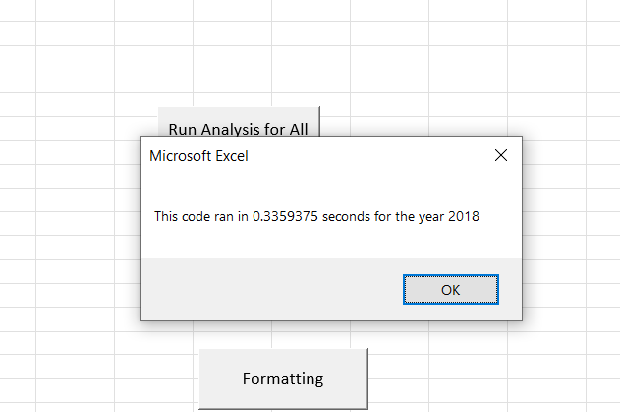 Run Analysis for All
Microsoft Excel
This code ran in 0.3359375 seconds for the year 2018
OK
Formatting